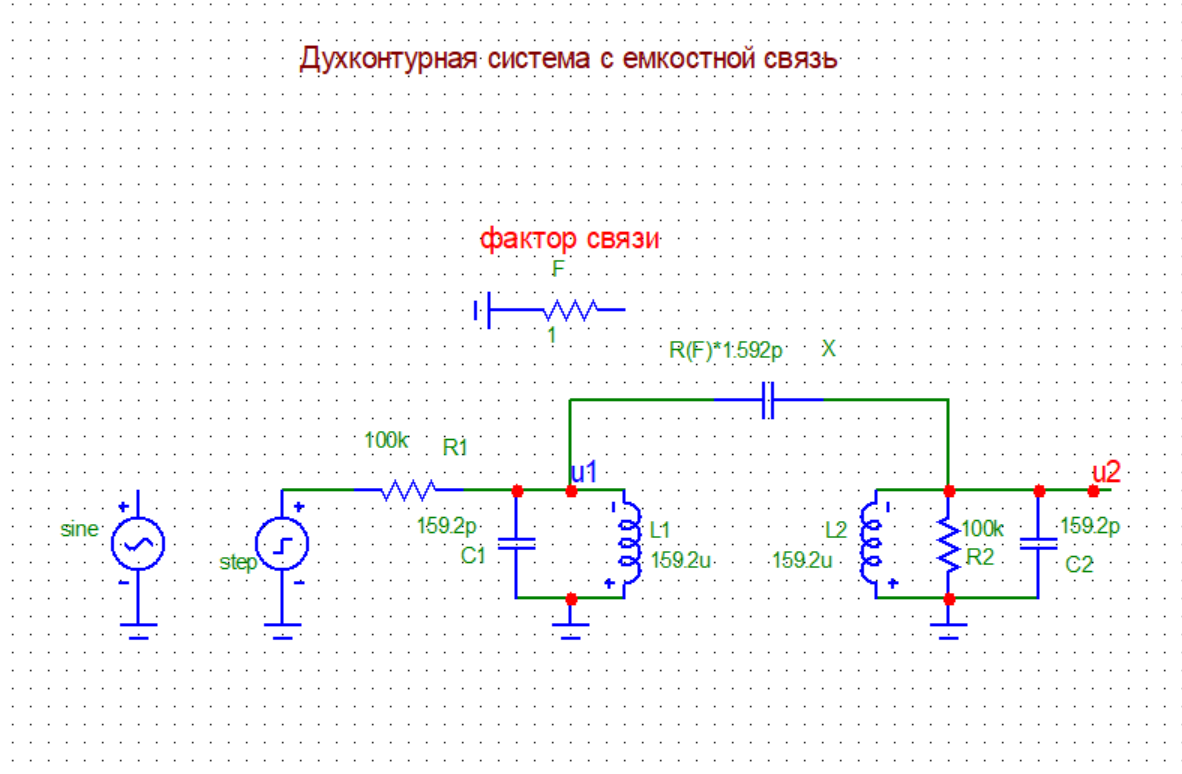 Духконтурная система с емкостной связь
фактор связи
F
1
R(F)*1.592p X
100k R1
u1
u2
sine
step
159.2p
C1
L1
159.2u
L2
159.2u
100k
R2
159.2p
C2